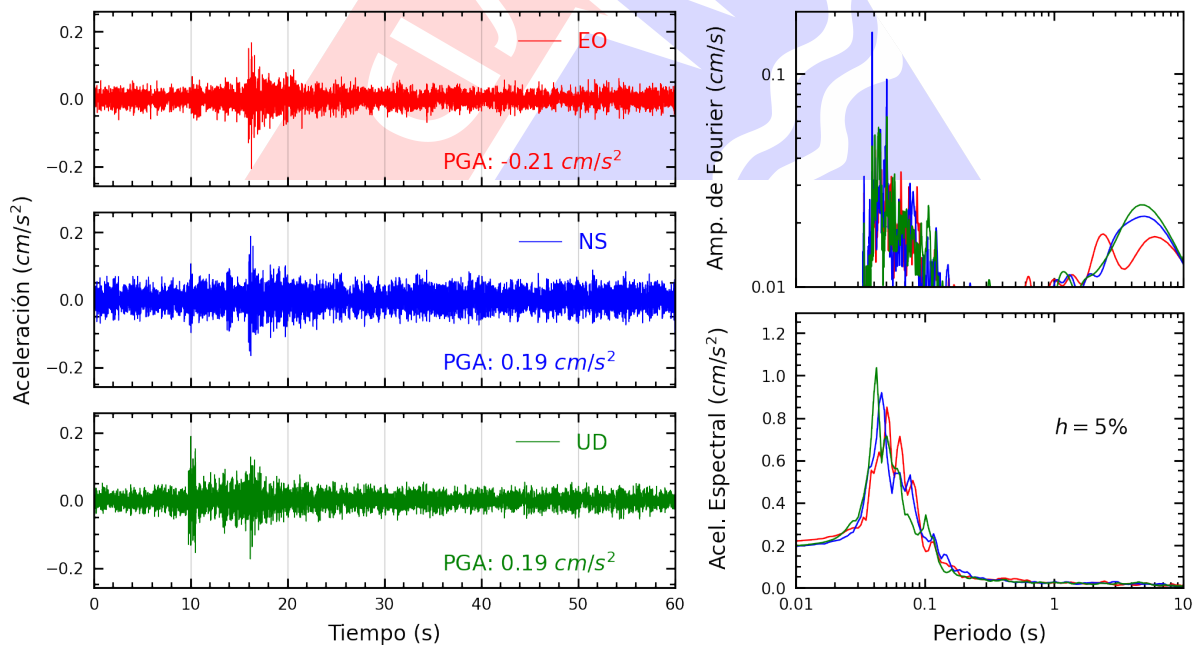 Aceleración (cm/s²)
0.2
0.0
−0.2
EO
PGA: -0.21 cm/s²
0.2
0.0
−0.2
NS
PGA: 0.19 cm/s²
0.2
0.0
−0.2
UD
PGA: 0.19 cm/s²
0 10 20 30 40 50 60
Tiempo (s)
Amp. de Fourier (cm/s)
0.1
0.01
Acel. Espectral (cm/s²)
1.2
1.0
0.8
0.6
0.4
0.2
0.0
h = 5%
0.01 0.1 1 10
Periodo (s)